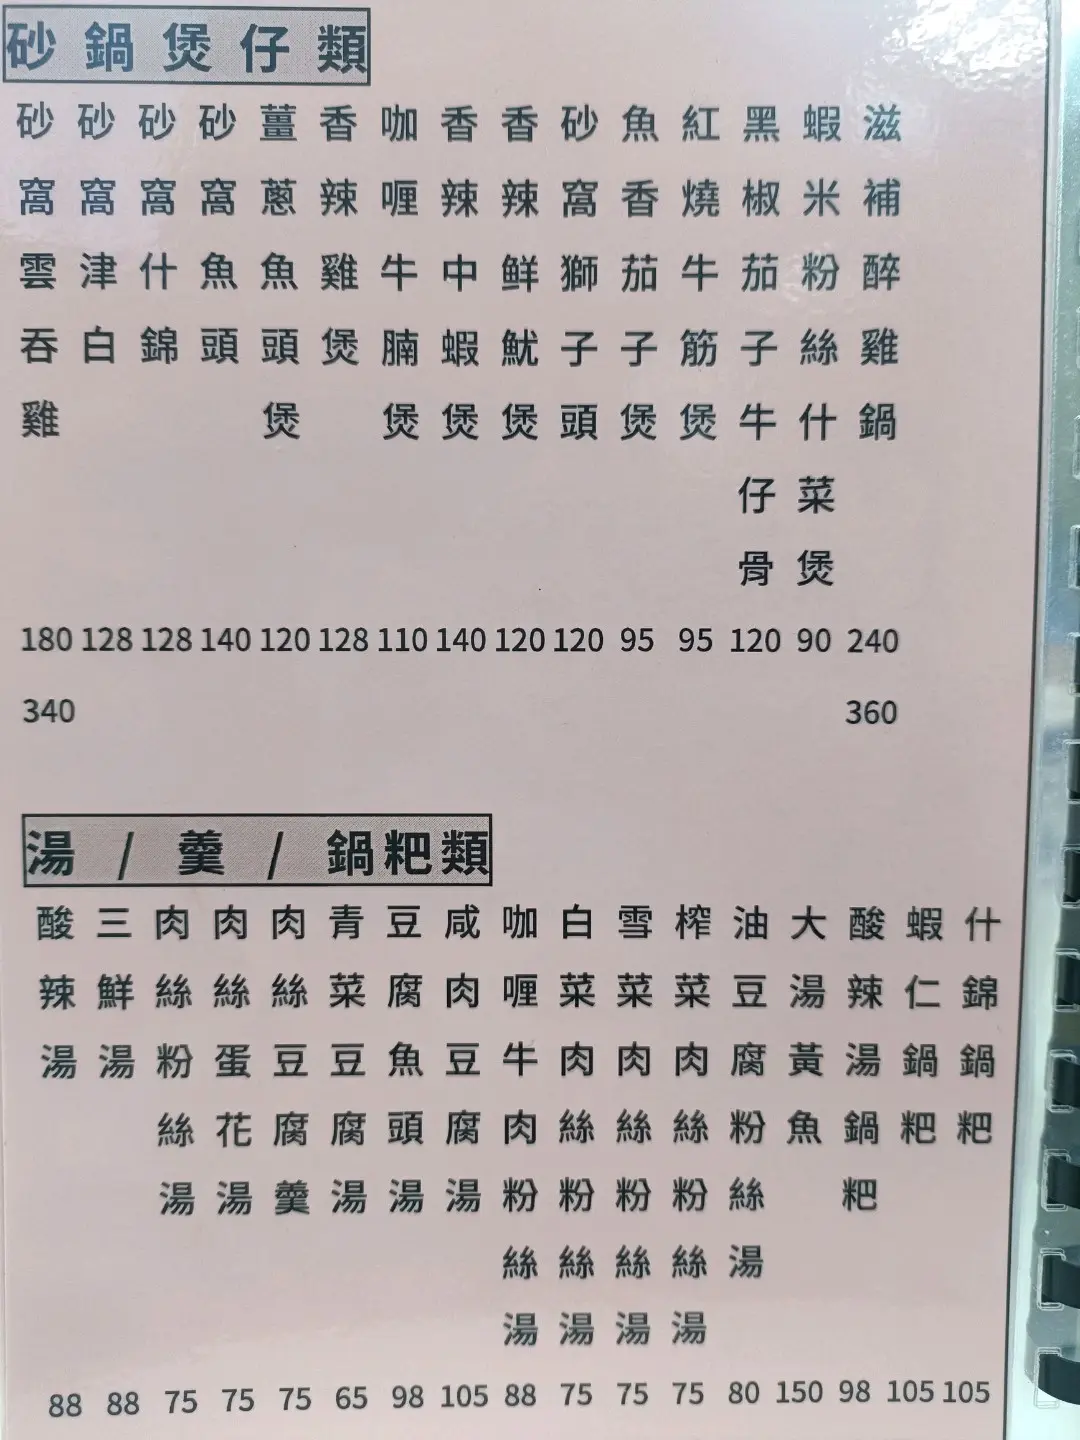 砂鍋煲仔類
砂窩雲吞雞
砂窩津白
砂窩什錦
砂窩魚頭
薑蔥魚頭煲
香辣雞煲
咖喱牛腩煲
香辣中蝦煲
香辣鲜魷煲
砂窩獅子頭
魚香茄子煲
紅燒牛筋煲
黑椒茄子牛仔骨
蝦米粉絲什菜煲
滋補醉雞鍋
180 128 128 140 120 128 110 140 120 120 95 95 120 90 240
340 360
湯 / 羹 / 鍋粑類
酸辣湯
三鮮湯
肉絲粉絲湯
肉絲蛋花湯
肉絲豆腐羹
青菜豆腐湯
豆腐魚頭湯
咸肉豆腐湯
咖喱牛肉粉絲湯
白菜肉絲粉絲湯
雪菜肉絲粉絲湯
榨菜肉絲粉絲湯
油豆腐粉絲湯
大湯黃魚
酸辣湯鍋粑
蝦仁鍋粑
什錦鍋粑
88 88 75 75 75 65 98 105 88 75 75 75 80 150 98 105 105